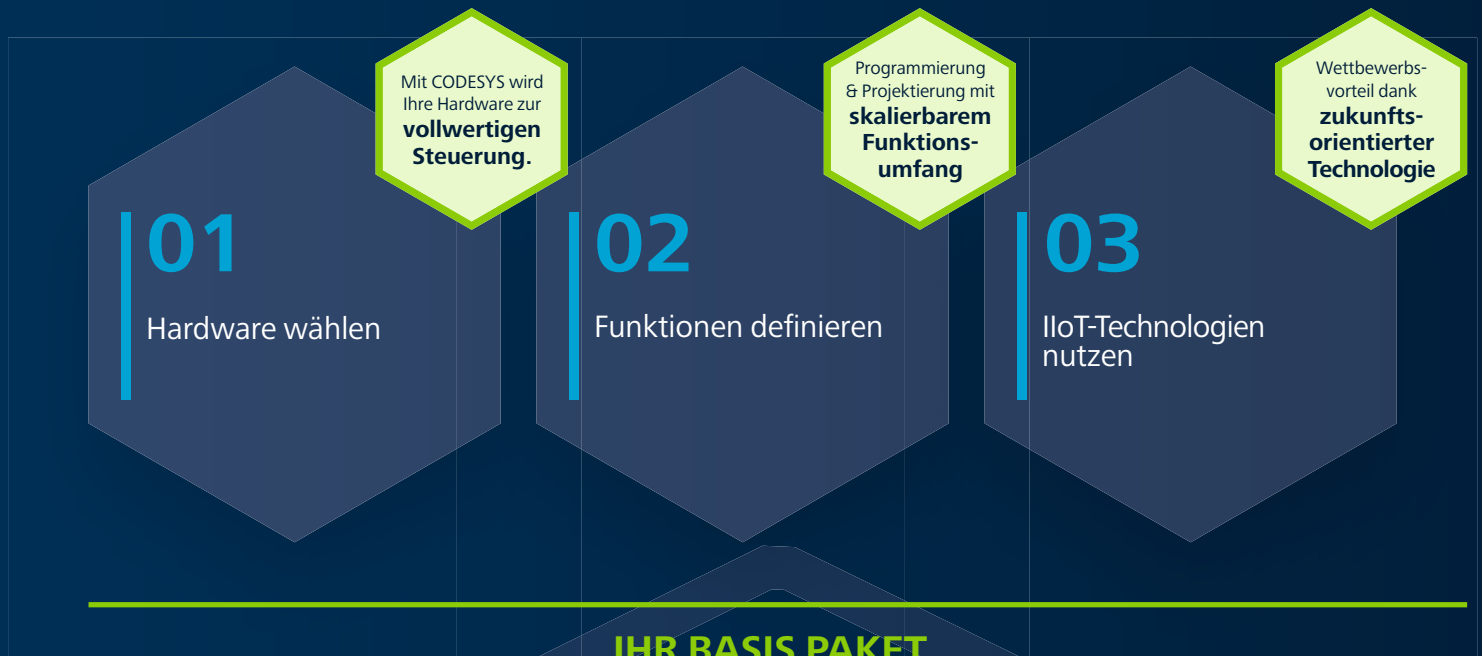 Mit CODESYS wird
Ihre Hardware zur
vollwertigen
Steuerung.
01
Hardware wählen
Programmierung
& Projektierung mit
skalierbarem
Funktions-
umfang
02
Funktionen definieren
Wettbewerbs-
vorteil dank
zukunfts-
orientierter
Technologie
03
IIoT-Technologien
nutzen
IHR BASIS PAKET